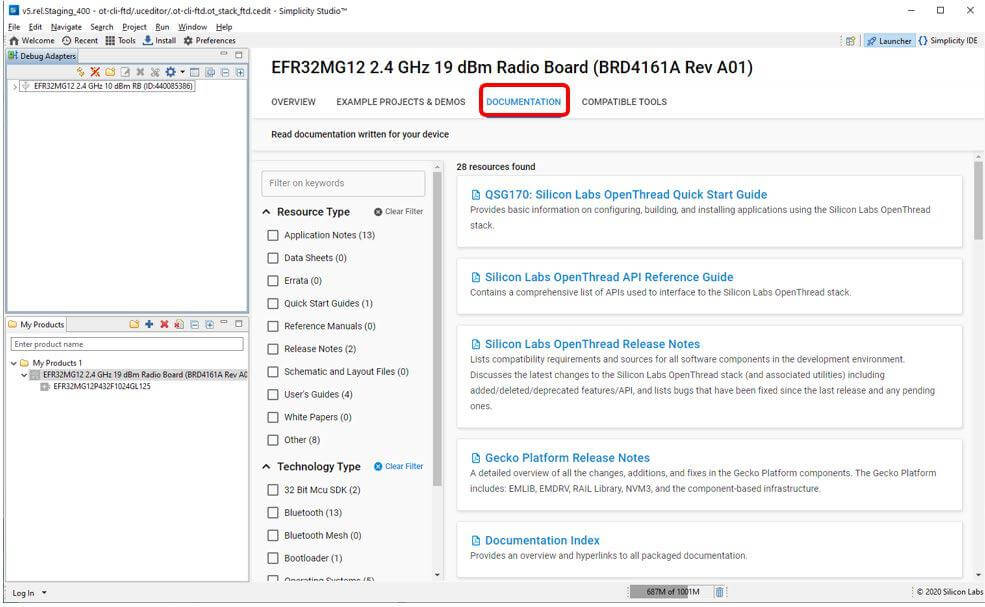 v5.rel.Staging_400 - ot-cli-ftd/.uceditor/.ot-cli-ftd.ot_stack_ftd.cedit - Simplicity Studio™
File Edit Navigate Search Project Run Window Help
Welcome Recent Tools Install Preferences
Launcher Simplicity IDE
Debug Adapters
EFR32MG12 2.4 GHz 10 dBm RB (ID:440085386)
My Products
Enter product name
My Products 1
EFR32MG12 2.4 GHz 19 dBm Radio Board (BRD4161A Rev A0
EFR32MG12P432F1024GL125
EFR32MG12 2.4 GHz 19 dBm Radio Board (BRD4161A Rev A01)
OVERVIEW EXAMPLE PROJECTS & DEMOS DOCUMENTATION COMPATIBLE TOOLS
Read documentation written for your device
Filter on keywords
Resource Type Clear Filter
Application Notes (13)
Data Sheets (0)
Errata (0)
Quick Start Guides (1)
Reference Manuals (0)
Release Notes (2)
Schematic and Layout Files (0)
User's Guides (4)
White Papers (0)
Other (8)
Technology Type Clear Filter
32 Bit Mcu SDK (2)
Bluetooth (13)
Bluetooth Mesh (0)
Bootloader (1)
Operating Systems (5)
28 resources found
QSG170: Silicon Labs OpenThread Quick Start Guide
Provides basic information on configuring, building, and installing applications using the Silicon Labs OpenThread
stack.
Silicon Labs OpenThread API Reference Guide
Contains a comprehensive list of APIs used to interface to the Silicon Labs OpenThread stack.
Silicon Labs OpenThread Release Notes
Lists compatibility requirements and sources for all software components in the development environment.
Discusses the latest changes to the Silicon Labs OpenThread stack (and associated utilities) including
added/deleted/deprecated features/API, and lists bugs that have been fixed since the last release and any pending
ones.
Gecko Platform Release Notes
A detailed overview of all the changes, additions, and fixes in the Gecko Platform components. The Gecko Platform
includes: EMLIB, EMDRV, RAIL Library, NVM3, and the component-based infrastructure.
Documentation Index
Provides an overview and hyperlinks to all packaged documentation.
Log In
687M of 1001M
© 2020 Silicon Labs